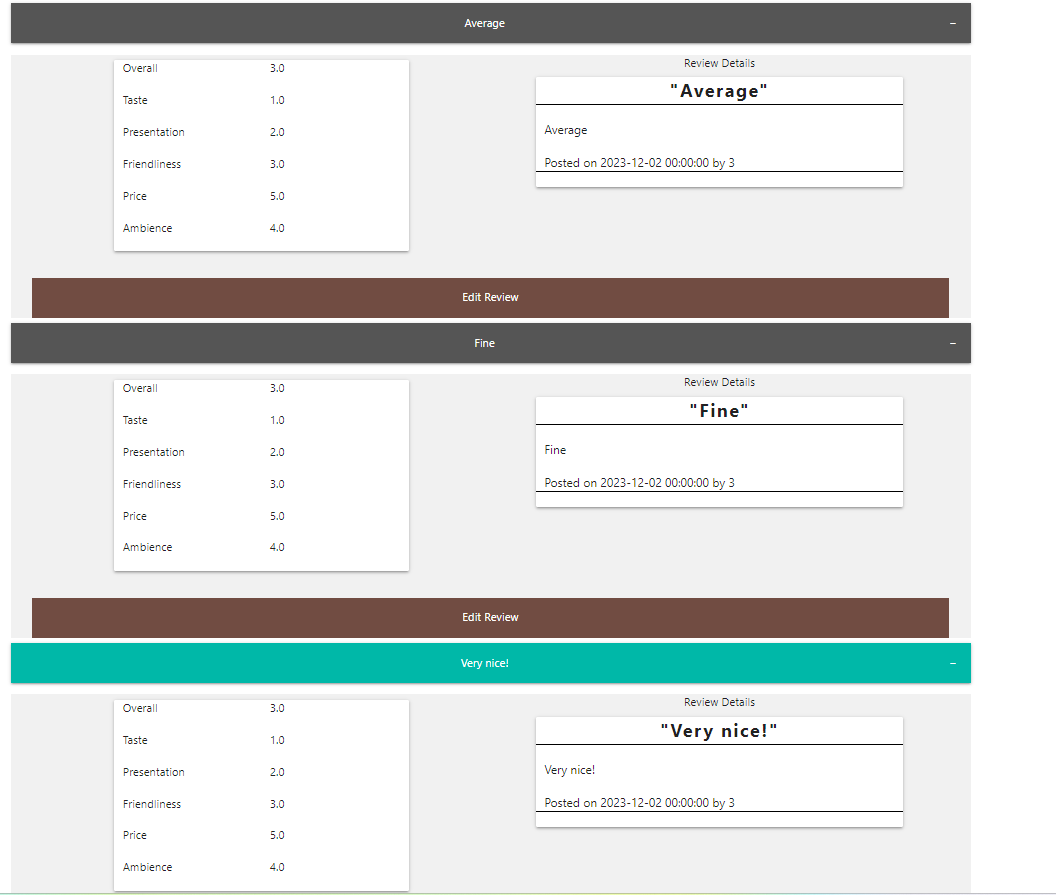 Average –
Overall 3.0
Taste 1.0
Presentation 2.0
Friendliness 3.0
Price 5.0
Ambience 4.0
Review Details
"Average"
Average
Posted on 2023-12-02 00:00:00 by 3
Edit Review
Fine –
Overall 3.0
Taste 1.0
Presentation 2.0
Friendliness 3.0
Price 5.0
Ambience 4.0
Review Details
"Fine"
Fine
Posted on 2023-12-02 00:00:00 by 3
Edit Review
Very nice! –
Overall 3.0
Taste 1.0
Presentation 2.0
Friendliness 3.0
Price 5.0
Ambience 4.0
Review Details
"Very nice!"
Very nice!
Posted on 2023-12-02 00:00:00 by 3